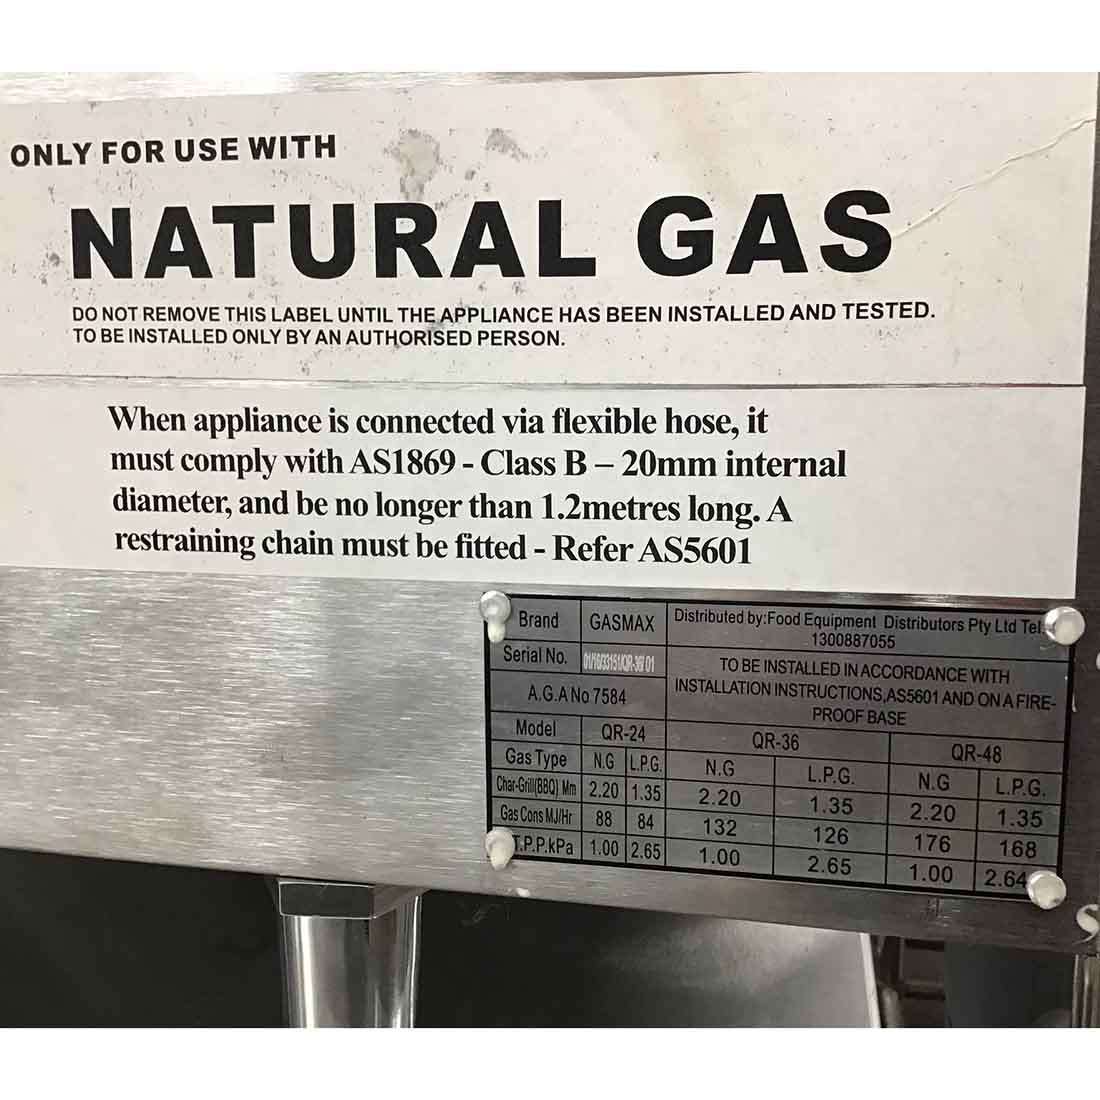 ONLY FOR USE WITH
NATURAL GAS
DO NOT REMOVE THIS LABEL UNTIL THE APPLIANCE HAS BEEN INSTALLED AND TESTED.
TO BE INSTALLED ONLY BY AN AUTHORISED PERSON.
When appliance is connected via flexible hose, it
must comply with AS1869 - Class B – 20mm internal
diameter, and be no longer than 1.2metres long. A
restraining chain must be fitted - Refer AS5601
Brand GASMAX Distributed by:Food Equipment Distributors Pty Ltd Tel:
1300887055
Serial No.
A.G.A No 7584
TO BE INSTALLED IN ACCORDANCE WITH
INSTALLATION INSTRUCTIONS,AS5601 AND ON A FIRE-
PROOF BASE
Model QR-24 QR-36 QR-48
Gas Type N.G L.P.G. N.G L.P.G. N.G L.P.G.
Char-Grill(BBQ) Mm 2.20 1.35 2.20 1.35 2.20 1.35
Gas Cons MJ/Hr 88 84 132 126 176 168
T.P.P.kPa 1.00 2.65 1.00 2.65 1.00 2.64